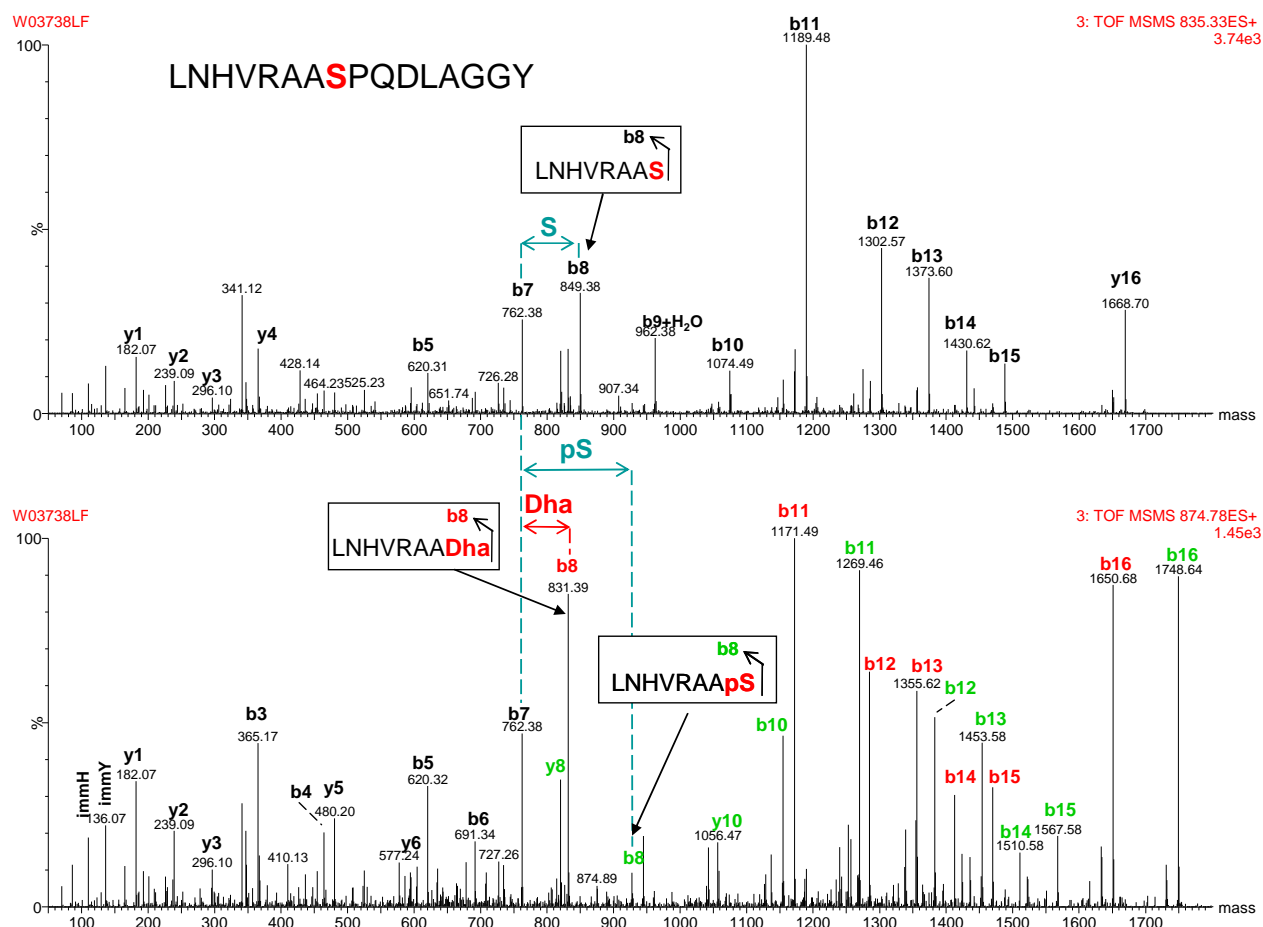 W03738LF
3: TOF MSMS 835.33ES+
3.74e3
LNHVRAASPQDLAGGY
100
%
0
b8
LNHVRAAS
S
y1
182.07
y2
239.09
y3
296.10
341.12
y4
428.14
464.23
525.23
b5
620.31
651.74
726.28
b7
762.38
b8
849.38
907.34
b9+H2O
962.38
b10
1074.49
b11
1189.48
b12
1302.57
b13
1373.60
b14
1430.62
b15
y16
1668.70
100 200 300 400 500 600 700 800 900 1000 1100 1200 1300 1400 1500 1600 1700 mass
pS
Dha
W03738LF
3: TOF MSMS 874.78ES+
1.45e3
100
%
0
b8
LNHVRAADha
b8
LNHVRAApS
immH
immY
136.07
y1
182.07
y2
239.09
y3
296.10
b3
365.17
410.13
b4
y5
480.20
y6
577.24
b5
620.32
b6
691.34
727.26
b7
762.38
y8
b8
831.39
874.89
b8
y10
1056.47
b10
b11
1171.49
b11
1269.46
b12
b13
1355.62
b12
b13
1453.58
b14
b15
b14
1510.58
b15
1567.58
b16
1650.68
b16
1748.64
100 200 300 400 500 600 700 800 900 1000 1100 1200 1300 1400 1500 1600 1700 mass